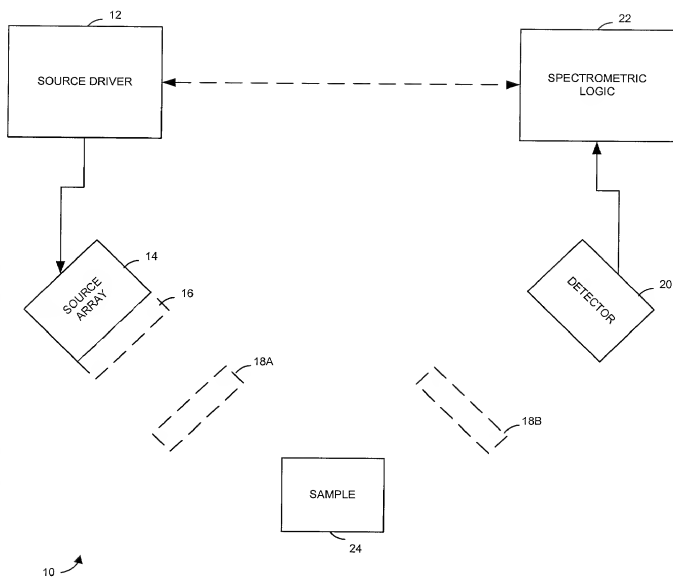 12
22
SOURCE DRIVER
SPECTROMETRIC
LOGIC
14
SOURCE
ARRAY
16
DETECTOR
20
18A
18B
SAMPLE
24
10